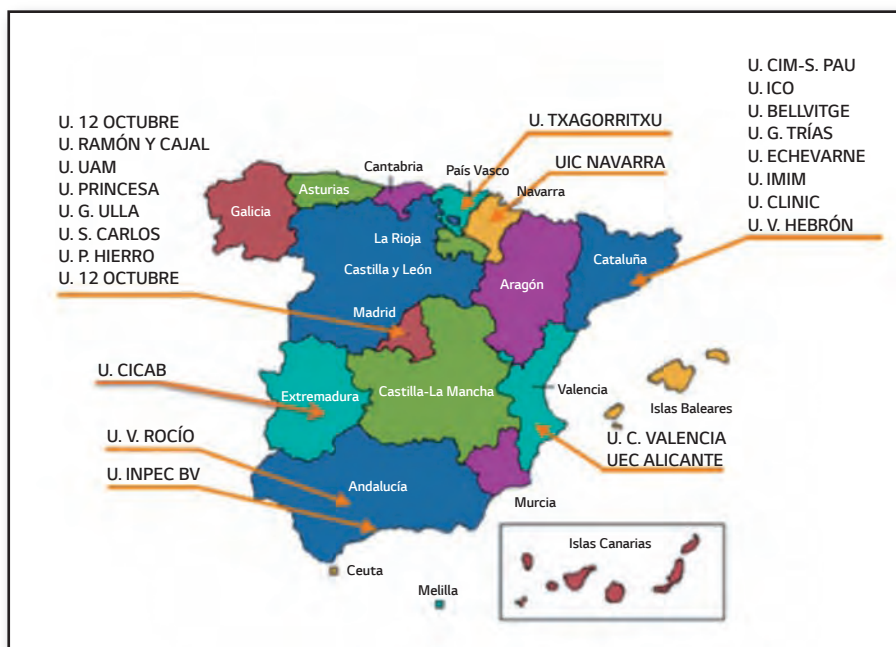 U. 12 OCTUBRE
U. RAMÓN Y CAJAL
U. UAM
U. PRINCESA
U. G. ULLA
U. S. CARLOS
U. P. HIERRO
U. 12 OCTUBRE
U. CICAB
U. V. ROCÍO
U. INPEC BV
U. TXAGORRITXU
UIC NAVARRA
U. CIM-S. PAU
U. ICO
U. BELLVITGE
U. G. TRÍAS
U. ECHEVARNE
U. IMIM
U. CLINIC
U. V. HEBRÓN
U. C. VALENCIA
UEC ALICANTE
Galicia
Asturias
Cantabria
País Vasco
Navarra
La Rioja
Castilla y León
Aragón
Cataluña
Madrid
Extremadura
Castilla-La Mancha
Valencia
Islas Baleares
Andalucía
Murcia
Ceuta
Melilla
Islas Canarias